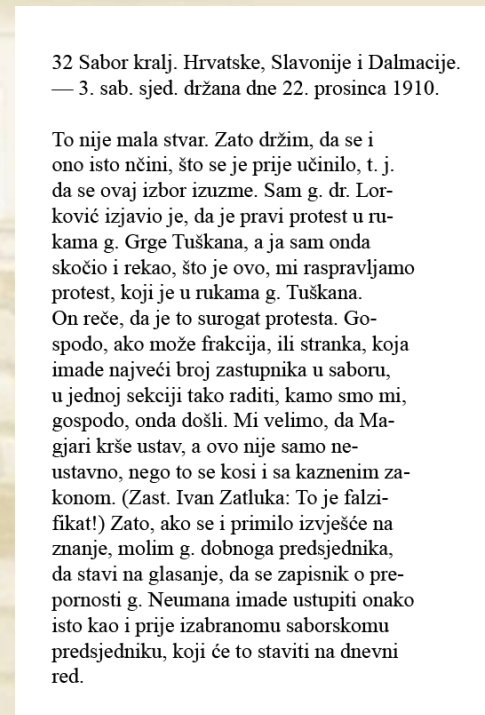 32 Sabor kralj. Hrvatske, Slavonije i Dalmacije.
— 3. sab. sjed. držana dne 22. prosinca 1910.
To nije mala stvar. Zato držim, da se i
ono isto nčini, što se je prije učinilo, t. j.
da se ovaj izbor izuzme. Sam g. dr. Lor-
ković izjavio je, da je pravi protest u ru-
kama g. Grge Tuškana, a ja sam onda
skočio i rekao, što je ovo, mi raspravljamo
protest, koji je u rukama g. Tuškana.
On reče, da je to surogat protesta. Go-
spodo, ako može frakcija, ili stranka, koja
imade najveći broj zastupnika u saboru,
u jednoj sekciji tako raditi, kamo smo mi,
gospodo, onda došli. Mi velimo, da Ma-
gjari krše ustav, a ovo nije samo ne-
ustavno, nego to se kosi i sa kaznenim za-
konom. (Zast. Ivan Zatluka: To je falzi-
fikat!) Zato, ako se i primilo izvješće na
znanje, molim g. dobnoga predsjednika,
da stavi na glasanje, da se zapisnik o pre-
pornosti g. Neumana imade ustupiti onako
isto kao i prije izabranomu saborskomu
predsjedniku, koji će to staviti na dnevni
red.